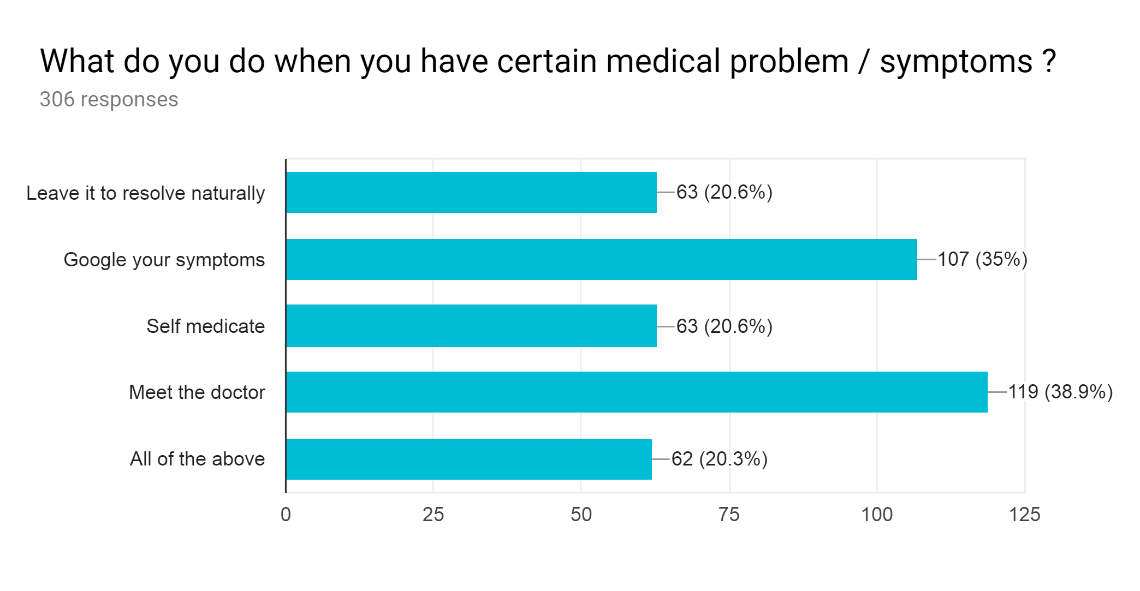 What do you do when you have certain medical problem / symptoms ?
306 responses
Leave it to resolve naturally
63 (20.6%)
Google your symptoms
107 (35%)
Self medicate
63 (20.6%)
Meet the doctor
119 (38.9%)
All of the above
62 (20.3%)
0 25 50 75 100 125